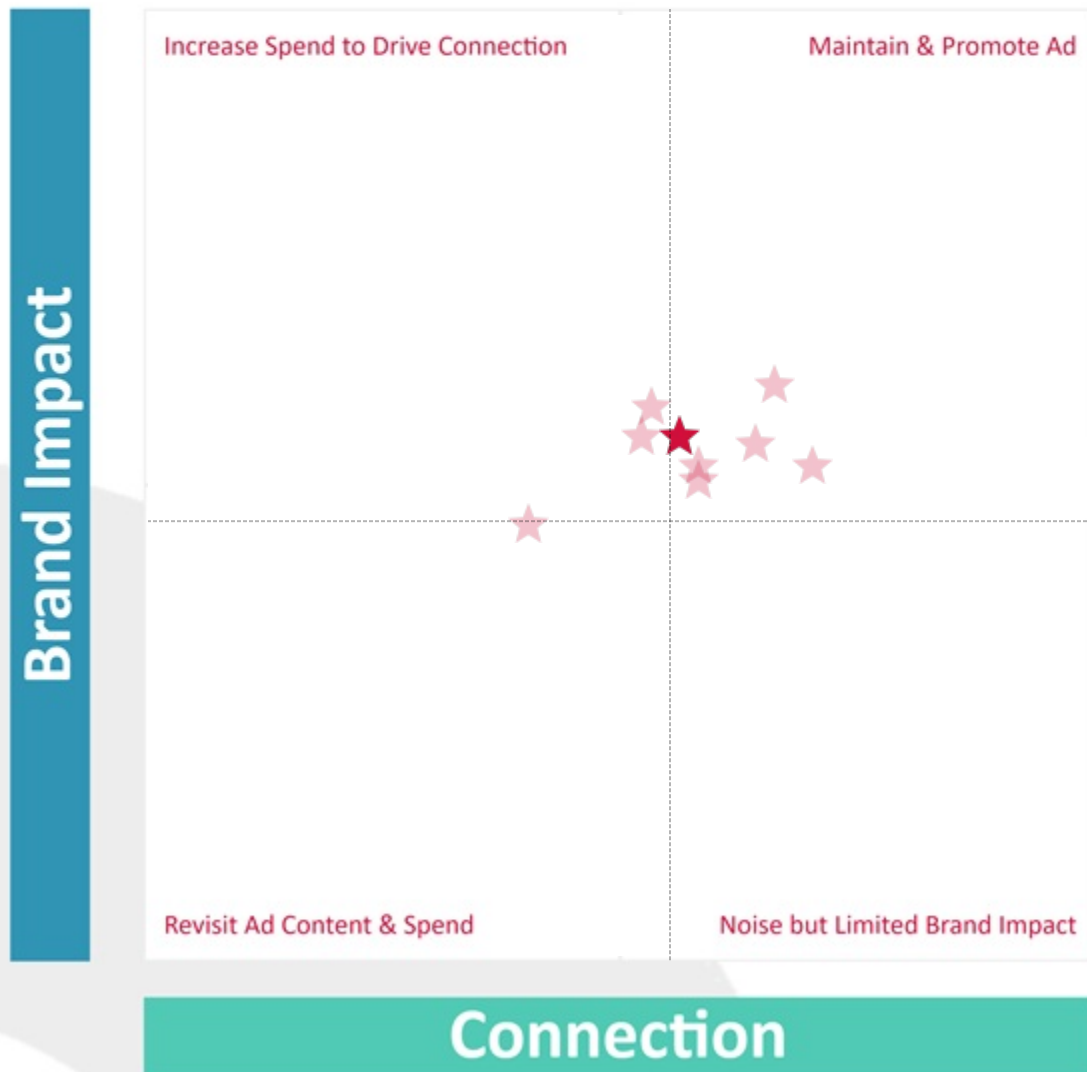 Increase Spend to Drive Connection
Maintain & Promote Ad
Brand Impact
Revisit Ad Content & Spend
Noise but Limited Brand Impact
Connection